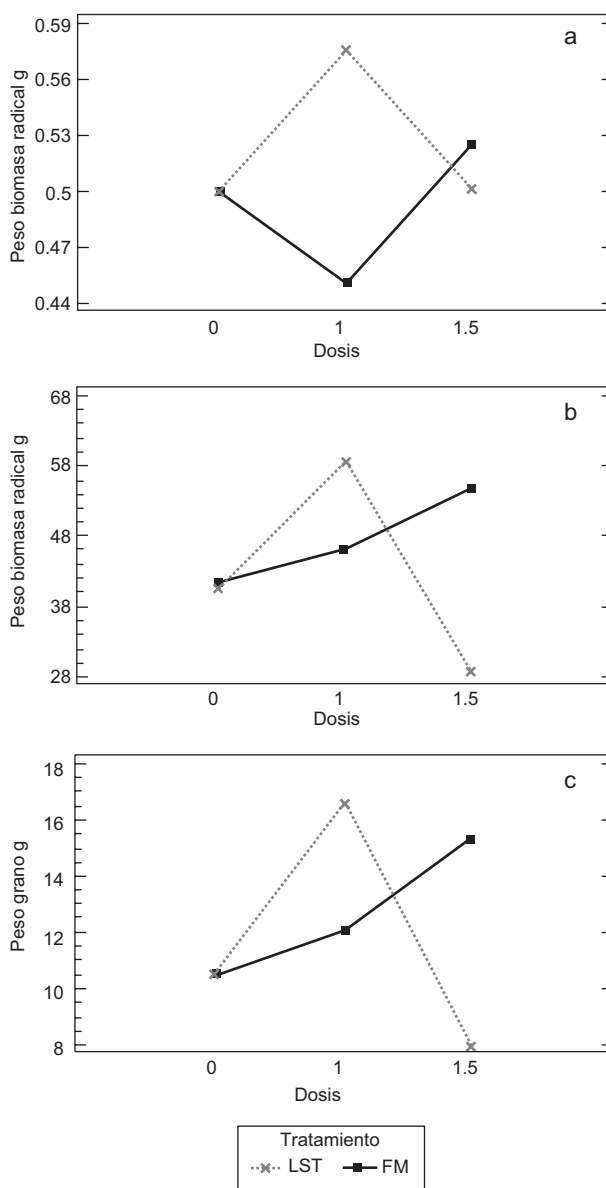 a
Peso biomasa radical g
0.59
0.56
0.53
0.5
0.47
0.44
0 1 1.5
Dosis
b
Peso biomasa radical g
68
58
48
38
28
0 1 1.5
Dosis
c
Peso grano g
18
16
14
12
10
8
0 1 1.5
Dosis
Tratamiento
LST FM